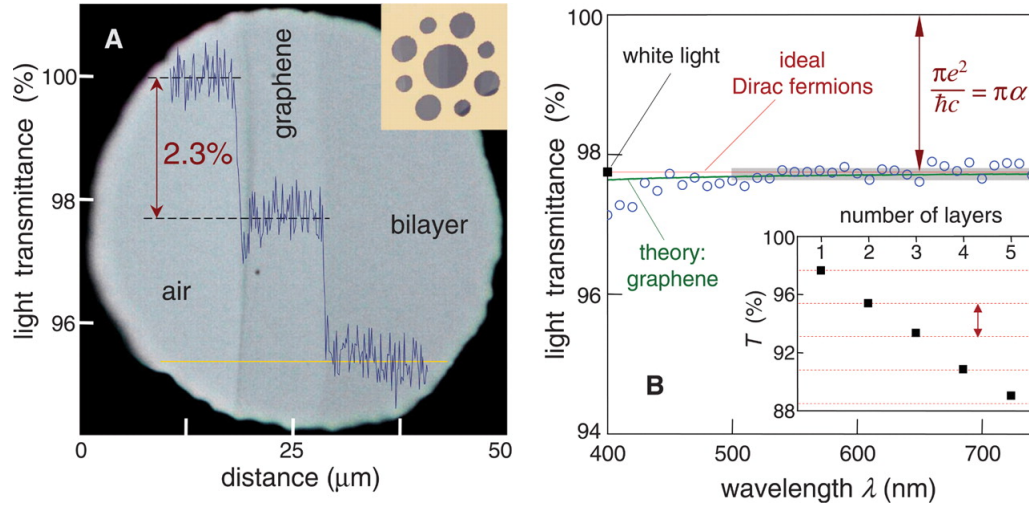 A
light transmittance (%)
100
98
96
2.3%
air
graphene
bilayer
0
25
50
distance (μm)
B
light transmittance (%)
100
98
96
94
white light
ideal
Dirac fermions
πe²/ħc = πα
theory:
graphene
number of layers
1 2 3 4 5
T (%)
100
96
92
88
400 500 600 700
wavelength λ (nm)